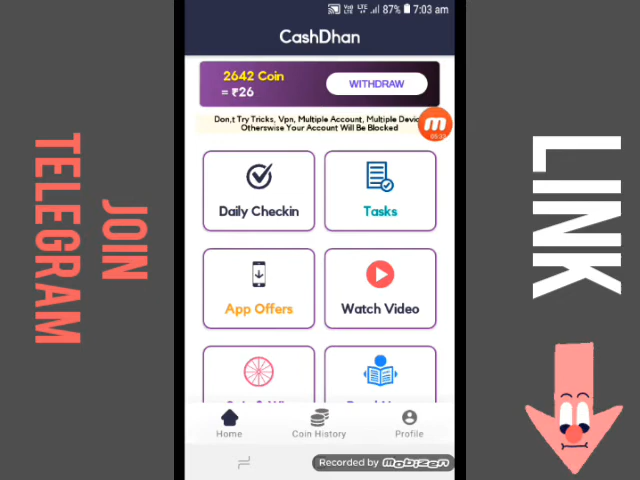 87% 7:03 am
CashDhan
2642 Coin
= ₹26
WITHDRAW
Don,t Try Tricks, Vpn, Multiple Account, Multiple
Otherswise Your Account Will Be Blocked
Daily Checkin
Tasks
App Offers
Watch Video
Home
Coin History
Profile
Recorded by MOBIZEN
JOIN
TELEGRAM
LINK